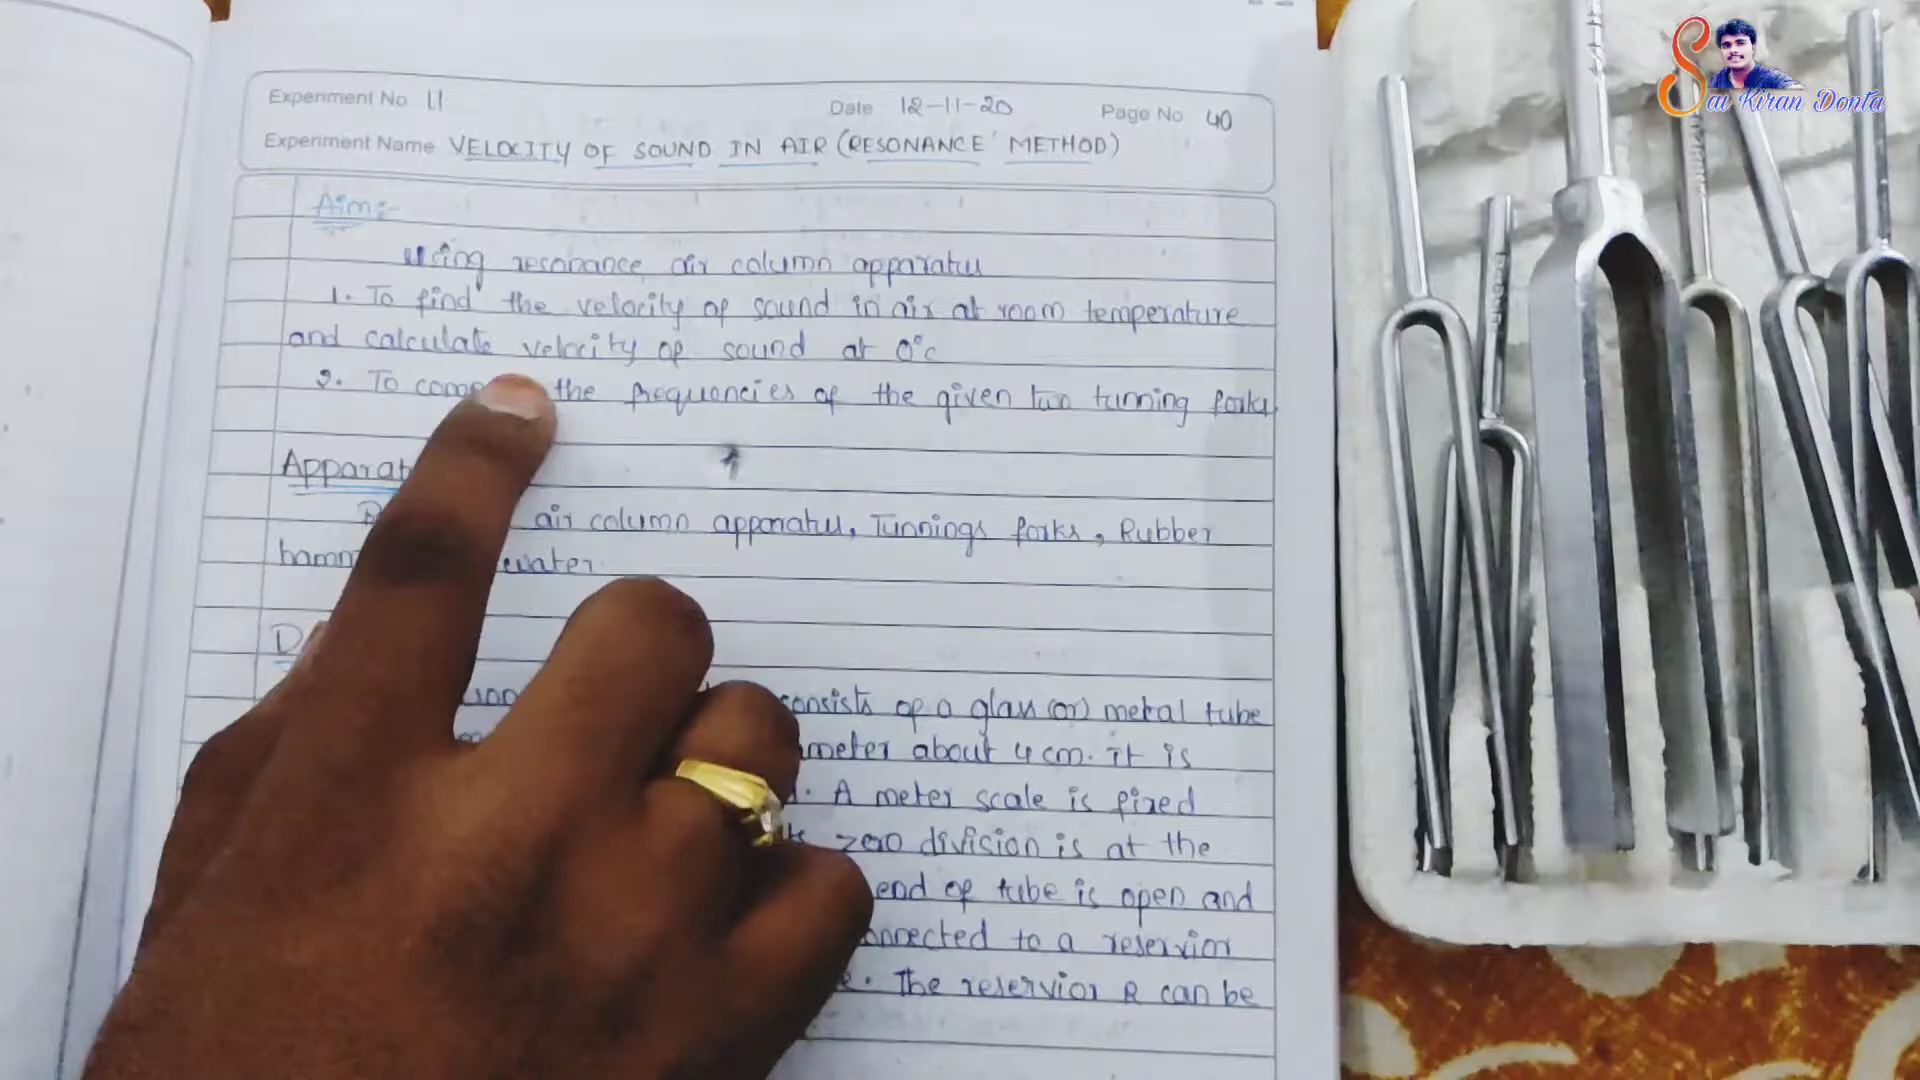 Experiment No 11
Date 12-11-20
Page No 40
Experiment Name VELOCITY OF SOUND IN AIR (RESONANCE METHOD)
Aim:-
using resonance air column apparatus
1. To find the velocity of sound in air at room temperature
and calculate velocity of sound at 0°c
2. To the frequencies of the given two tunning forks
air column apparatus, Tunnings forks, Rubber
water.
consists of a glass (or) metal tube
about 4 cm. it is
A meter scale is fixed
zero division is at the
end of tube is open and
to a reservior
The reservior R can be
Sai Kiran Donta